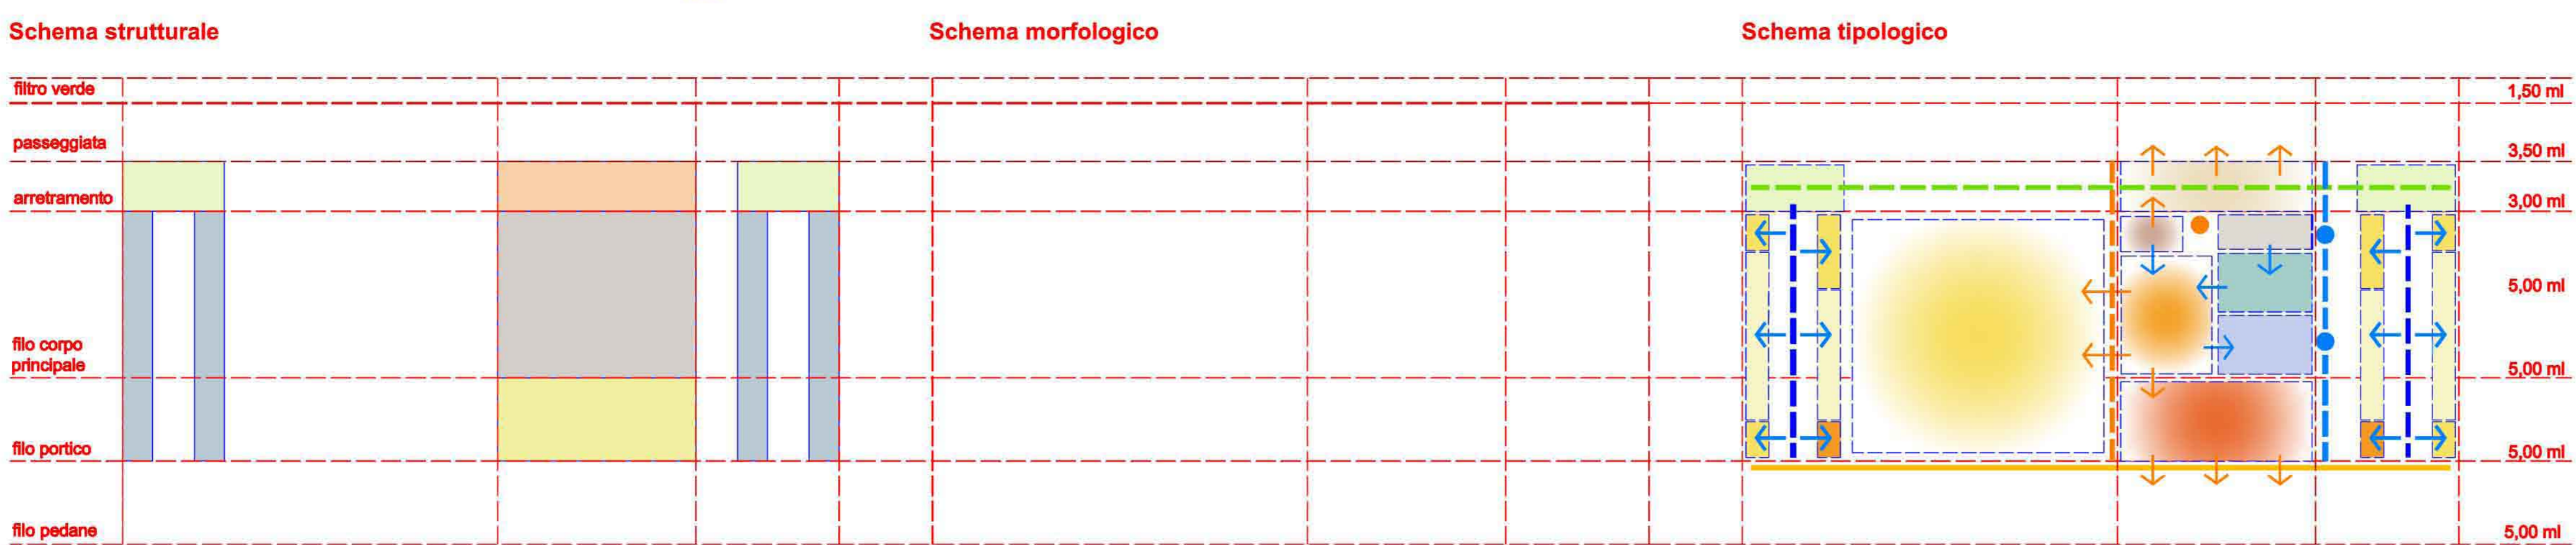 Schema strutturale
Schema morfologico
Schema tipologico
filtro verde
1,50 ml
passeggiata
3,50 ml
arretramento
3,00 ml
5,00 ml
filo corpo
principale
5,00 ml
filo portico
5,00 ml
filo pedane
5,00 ml